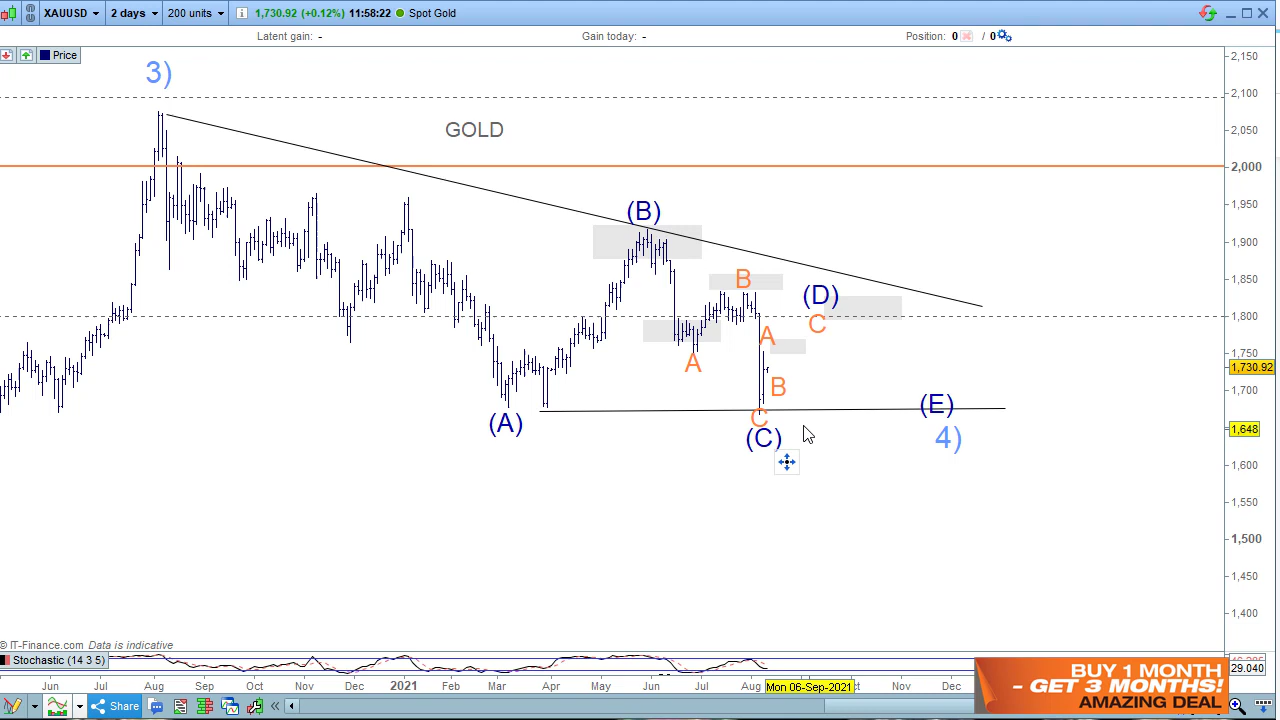 XAUUSD 2 days 200 units 1,730.92 (+0.12%) 11:58:22 Spot Gold
Latent gain: - Gain today: - Position: 0 / 0
Price
2,150
3)
2,100
GOLD
2,050
2,000
1,950
(B)
1,900
B
1,850
(D)
C
1,800
A
A
1,750
1,730.92
B
1,700
(A)
C
(E)
(C)
4)
1,648
1,600
1,550
1,500
1,450
1,400
© IT-Finance.com Data is indicative
Stochastic (14 3 5)
29.040
BUY 1 MONTH
- GET 3 MONTHS!
AMAZING DEAL
Jun Jul Aug Sep Oct Nov Dec 2021 Feb Mar Apr May Jun Jul Aug Mon 06-Sep-2021 Nov Dec
Share